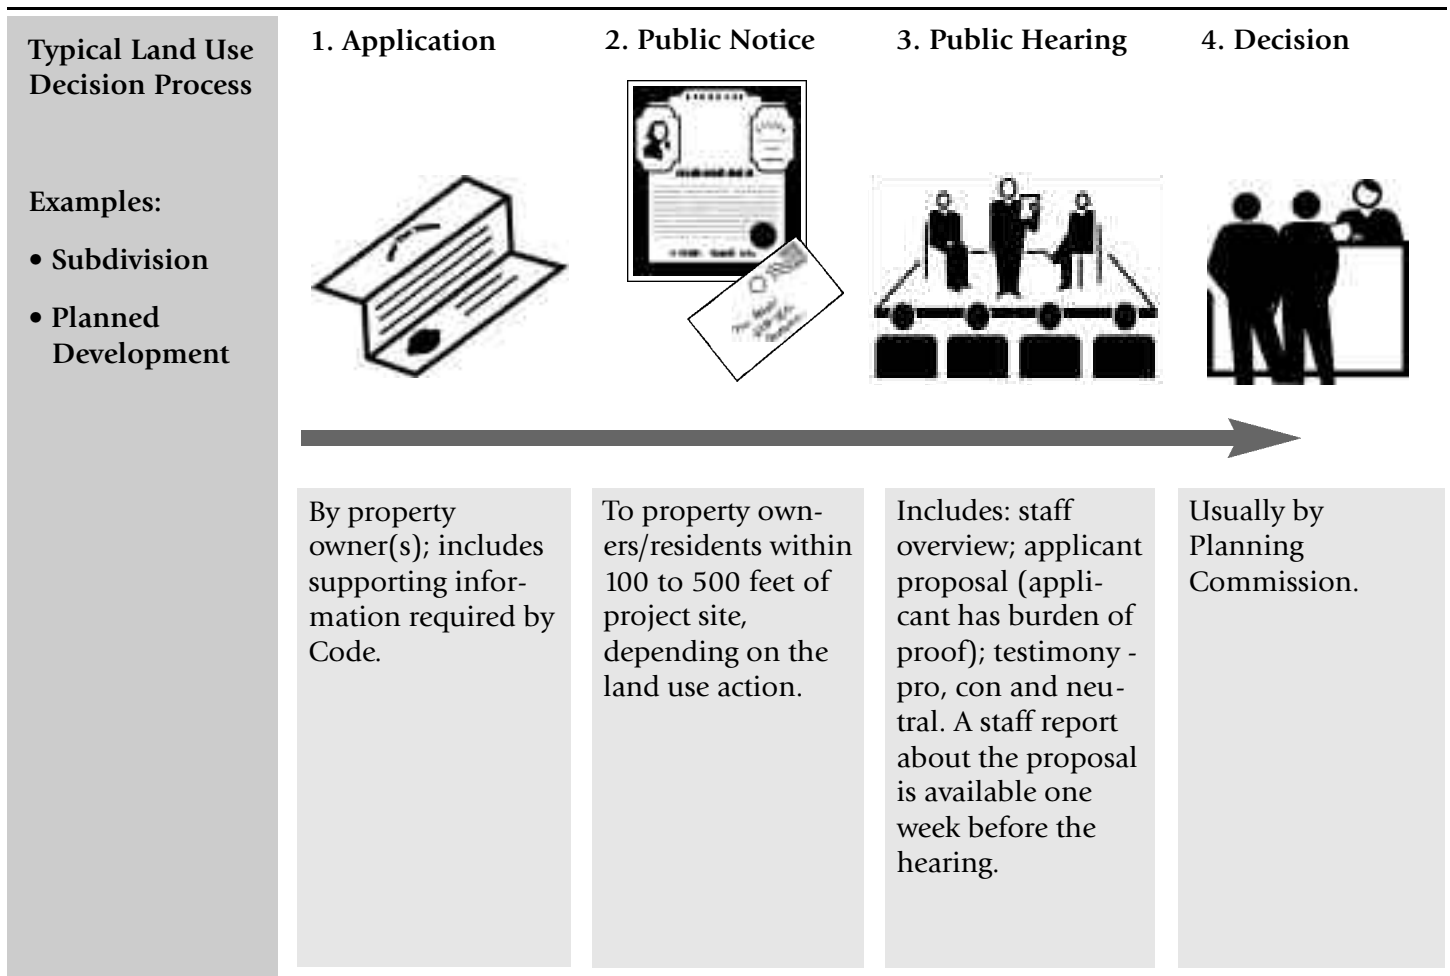 Typical Land Use
Decision Process
Examples:
• Subdivision
• Planned
Development
1. Application
2. Public Notice
3. Public Hearing
4. Decision
By property
owner(s); includes
supporting infor-
mation required by
Code.
To property own-
ers/residents within
100 to 500 feet of
project site,
depending on the
land use action.
Includes: staff
overview; applicant
proposal (appli-
cant has burden of
proof); testimony -
pro, con and neu-
tral. A staff report
about the proposal
is available one
week before the
hearing.
Usually by
Planning
Commission.